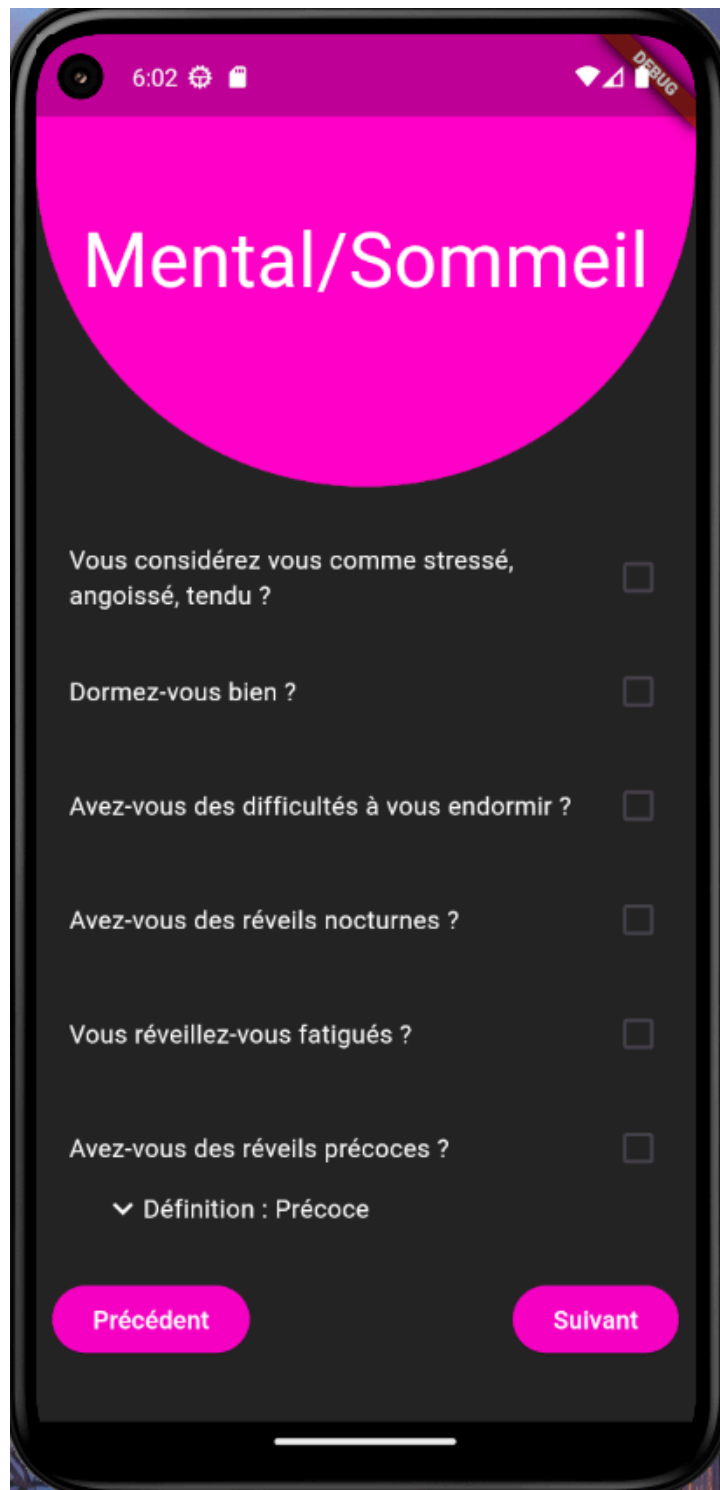 6:02
DEBUG
Mental/Sommeil
Vous considérez vous comme stressé,
angoissé, tendu ?
Dormez-vous bien ?
Avez-vous des difficultés à vous endormir ?
Avez-vous des réveils nocturnes ?
Vous réveillez-vous fatigués ?
Avez-vous des réveils précoces ?
Définition : Précoce
Précédent
Suivant